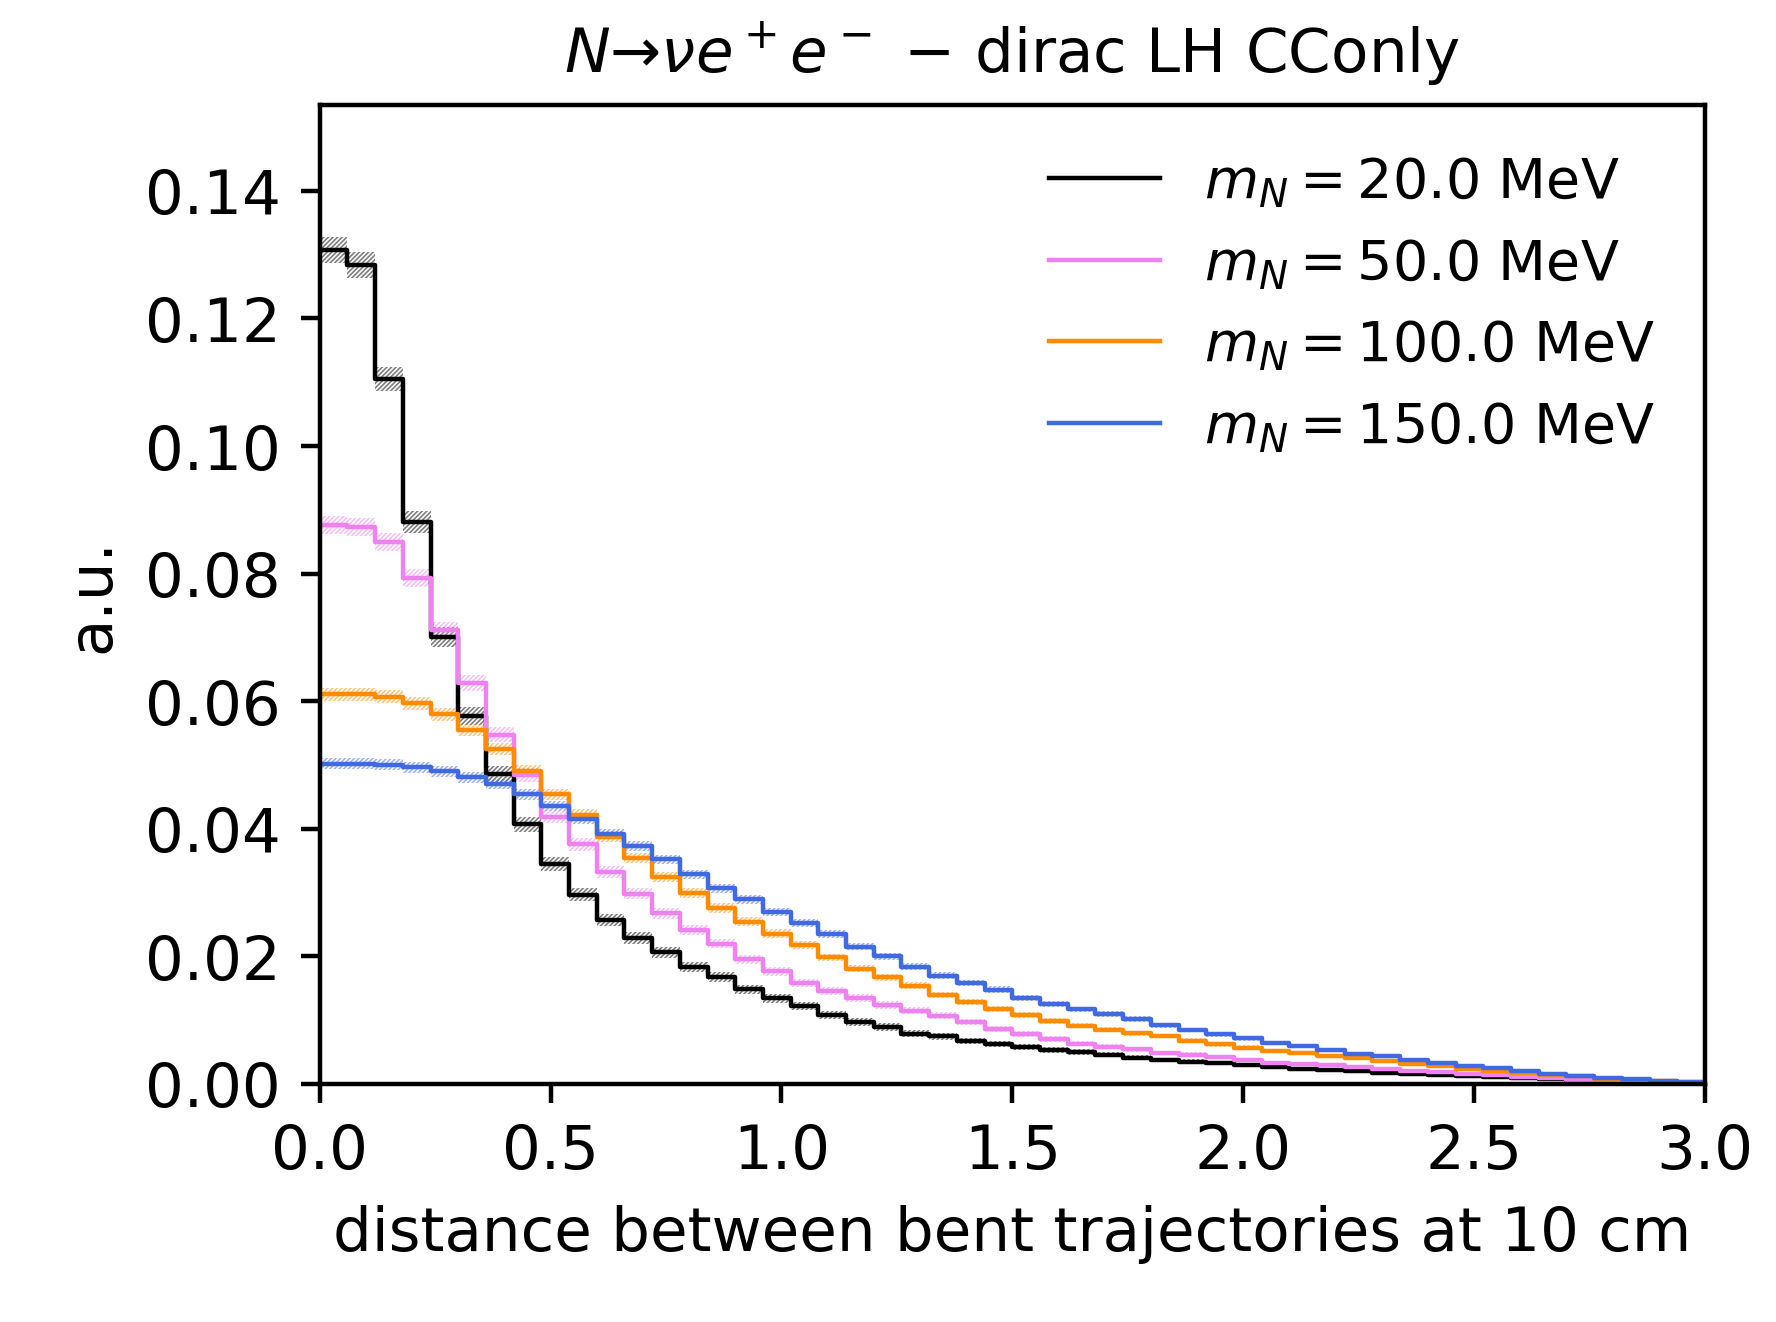 N→νe⁺e⁻ − dirac LH CConly
m_N = 20.0 MeV
m_N = 50.0 MeV
m_N = 100.0 MeV
m_N = 150.0 MeV
a.u.
0.14
0.12
0.10
0.08
0.06
0.04
0.02
0.00
0.0 0.5 1.0 1.5 2.0 2.5 3.0
distance between bent trajectories at 10 cm